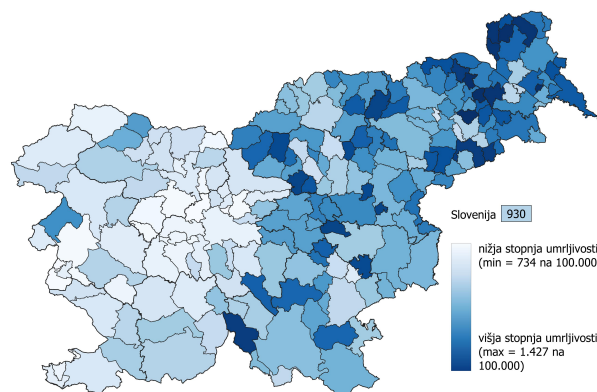 Slovenija 930
nižja stopnja umrljivosti
(min = 734 na 100.000)
višja stopnja umrljivosti
(max = 1.427 na
100.000)